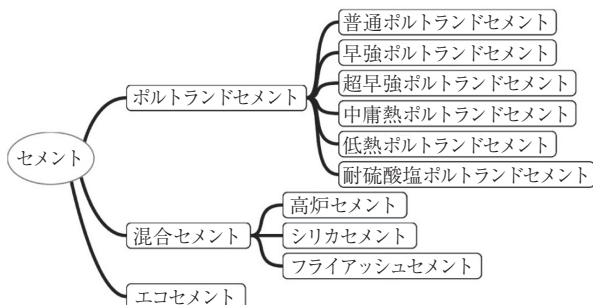 セメント
ポルトランドセメント
普通ポルトランドセメント
早強ポルトランドセメント
超早強ポルトランドセメント
中庸熱ポルトランドセメント
低熱ポルトランドセメント
耐硫酸塩ポルトランドセメント
混合セメント
高炉セメント
シリカセメント
フライアッシュセメント
エコセメント